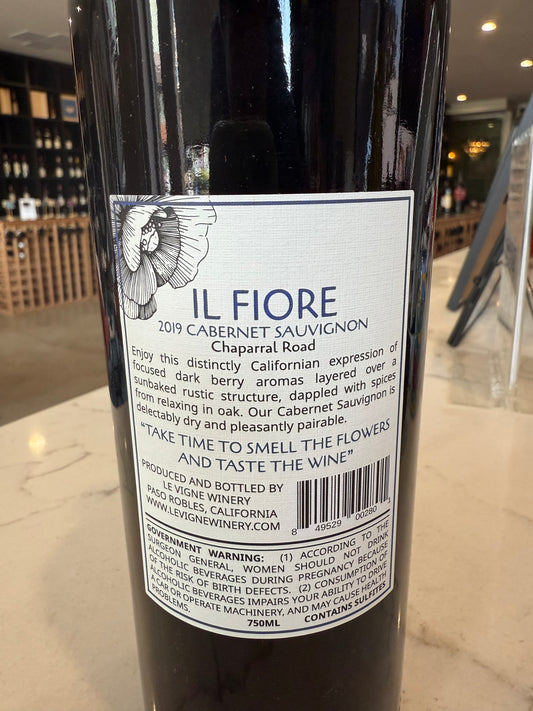 IL FIORE
2019 CABERNET SAUVIGNON
Chaparral Road
Enjoy this distinctly Californian expression of
focused dark berry aromas layered over a
sunbaked rustic structure, dappled with spices
from relaxing in oak. Our Cabernet Sauvignon is
delectably dry and pleasantly pairable.
“TAKE TIME TO SMELL THE FLOWERS
AND TASTE THE WINE”
PRODUCED AND BOTTLED BY
LE VIGNE WINERY
PASO ROBLES, CALIFORNIA
WWW.LEVIGNEWINERY.COM
8 49529 00280 1
GOVERNMENT WARNING: (1) ACCORDING TO THE
SURGEON GENERAL, WOMEN SHOULD NOT DRINK
ALCOHOLIC BEVERAGES DURING PREGNANCY BECAUSE
OF THE RISK OF BIRTH DEFECTS. (2) CONSUMPTION OF
ALCOHOLIC BEVERAGES IMPAIRS YOUR ABILITY TO DRIVE
A CAR OR OPERATE MACHINERY, AND MAY CAUSE HEALTH
PROBLEMS.
CONTAINS SULFITES
750ML